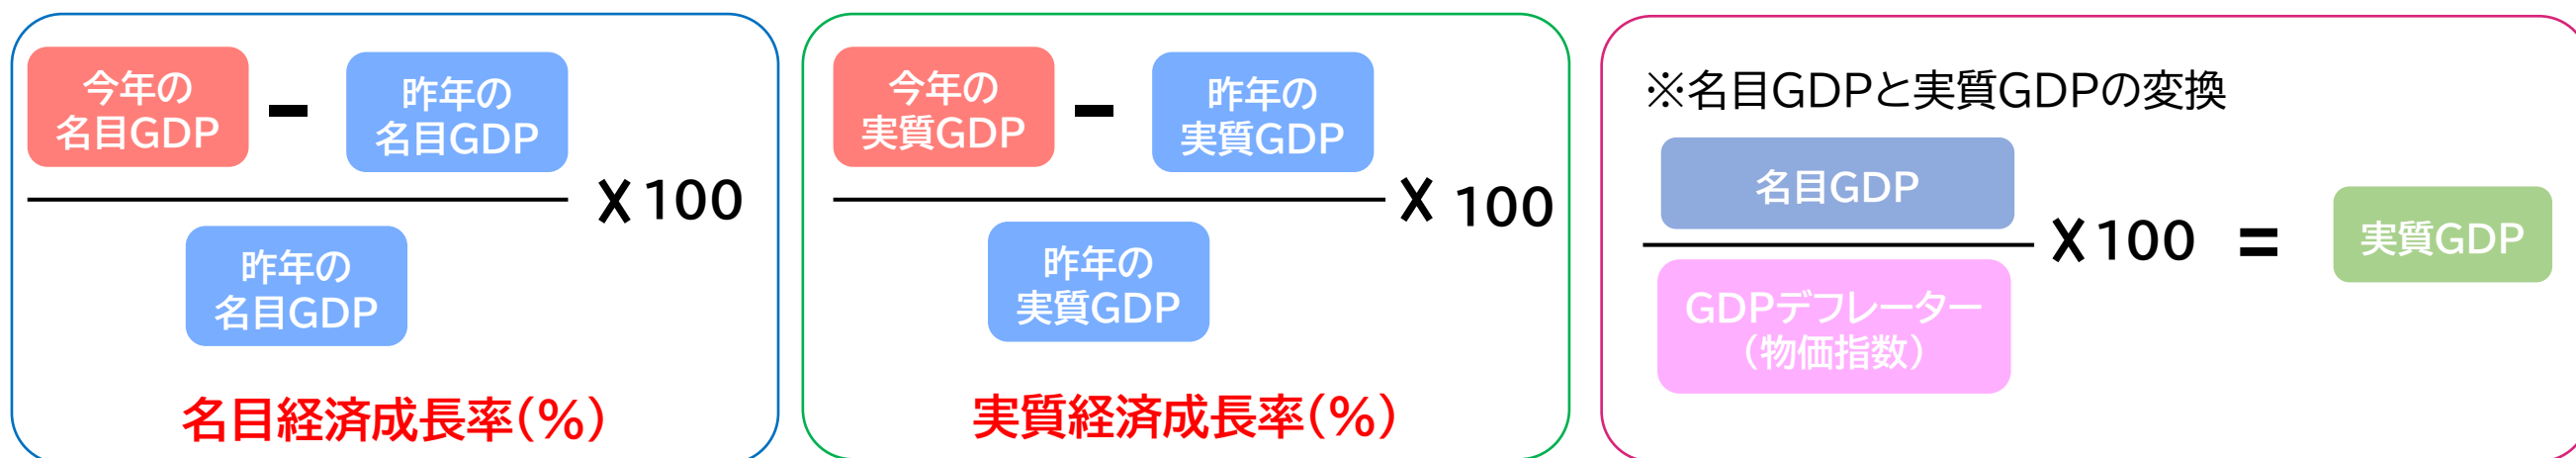 今年の
名目GDP
-
昨年の
名目GDP
昨年の
名目GDP
X 100
名目経済成長率(%)
今年の
実質GDP
-
昨年の
実質GDP
昨年の
実質GDP
X 100
実質経済成長率(%)
※名目GDPと実質GDPの変換
名目GDP
GDPデフレーター
(物価指数)
X 100 =
実質GDP